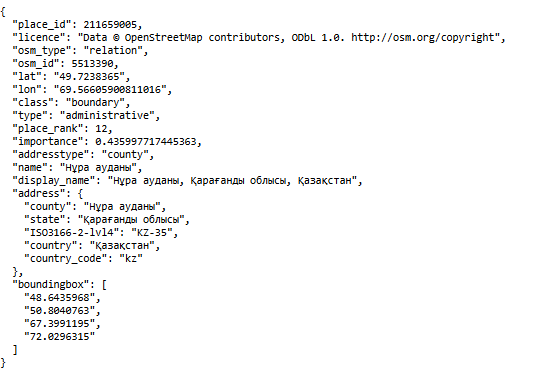 {
  "place_id": 211659005,
  "licence": "Data © OpenStreetMap contributors, ODbL 1.0. http://osm.org/copyright",
  "osm_type": "relation",
  "osm_id": 5513390,
  "lat": "49.7238365",
  "lon": "69.56605900811016",
  "class": "boundary",
  "type": "administrative",
  "place_rank": 12,
  "importance": 0.435997717445363,
  "addresstype": "county",
  "name": "Нұра ауданы",
  "display_name": "Нұра ауданы, Қарағанды облысы, Қазақстан",
  "address": {
    "county": "Нұра ауданы",
    "state": "Қарағанды облысы",
    "ISO3166-2-lvl4": "KZ-35",
    "country": "Қазақстан",
    "country_code": "kz"
  },
  "boundingbox": [
    "48.6435968",
    "50.8040763",
    "67.3991195",
    "72.0296315"
  ]
}